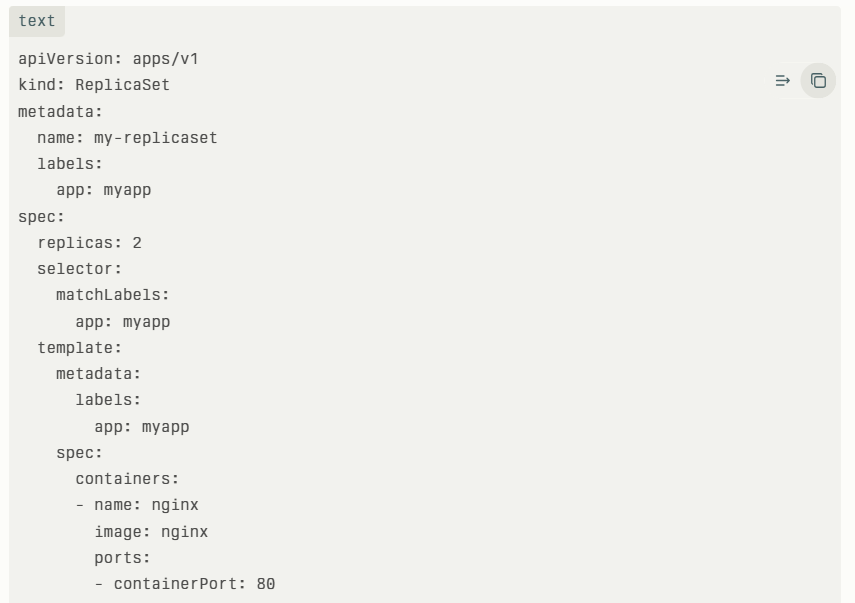 text
apiVersion: apps/v1
kind: ReplicaSet
metadata:
  name: my-replicaset
  labels:
    app: myapp
spec:
  replicas: 2
  selector:
    matchLabels:
      app: myapp
  template:
    metadata:
      labels:
        app: myapp
    spec:
      containers:
      - name: nginx
        image: nginx
        ports:
        - containerPort: 80